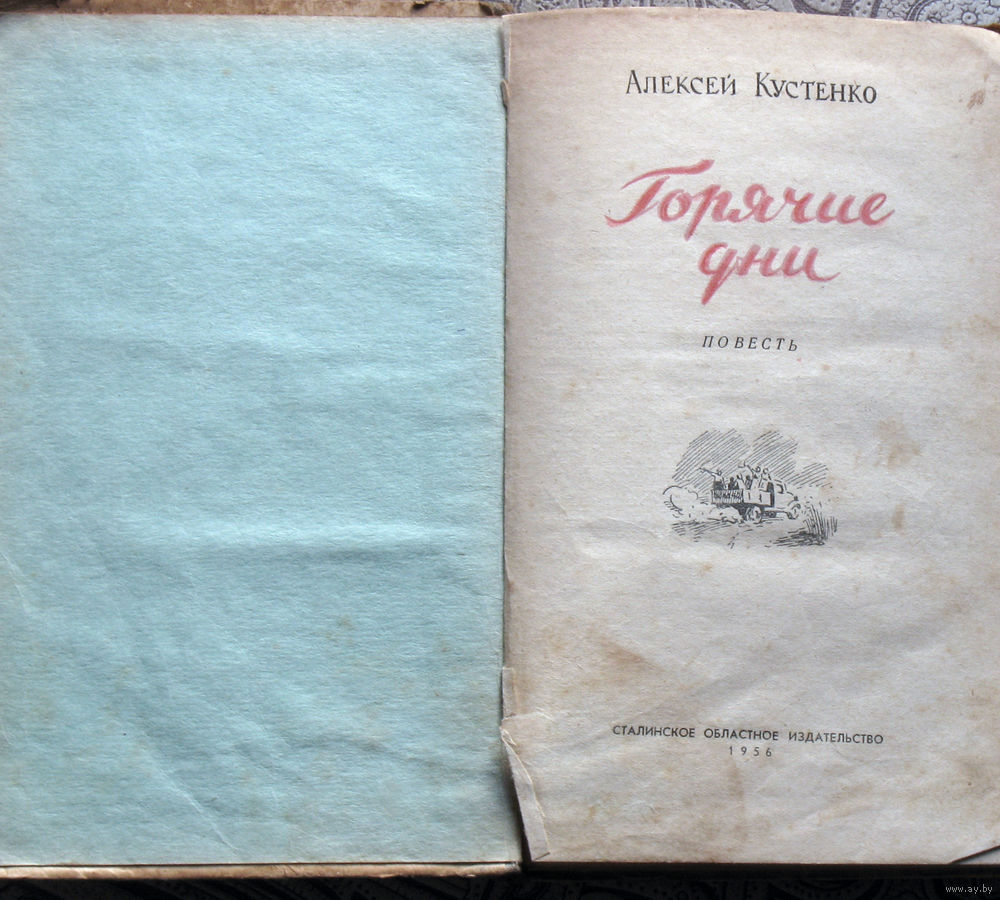 Алексей Кустенко
Горячие
дни
ПОВЕСТЬ
СТАЛИНСКОЕ ОБЛАСТНОЕ ИЗДАТЕЛЬСТВО
1956
www.ay.by